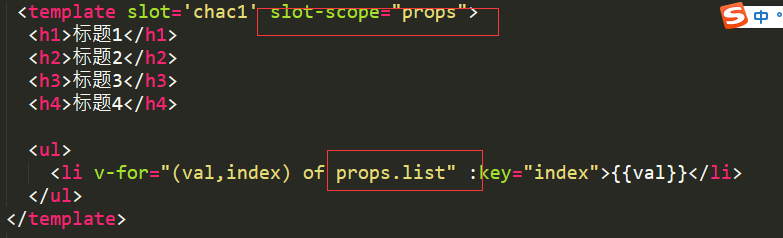 <template slot='chac1' slot-scope="props">
<h1>标题1</h1>
<h2>标题2</h2>
<h3>标题3</h3>
<h4>标题4</h4>
<ul>
<li v-for="(val,index) of props.list" :key="index">{{val}}</li>
</ul>
</template>
S 中